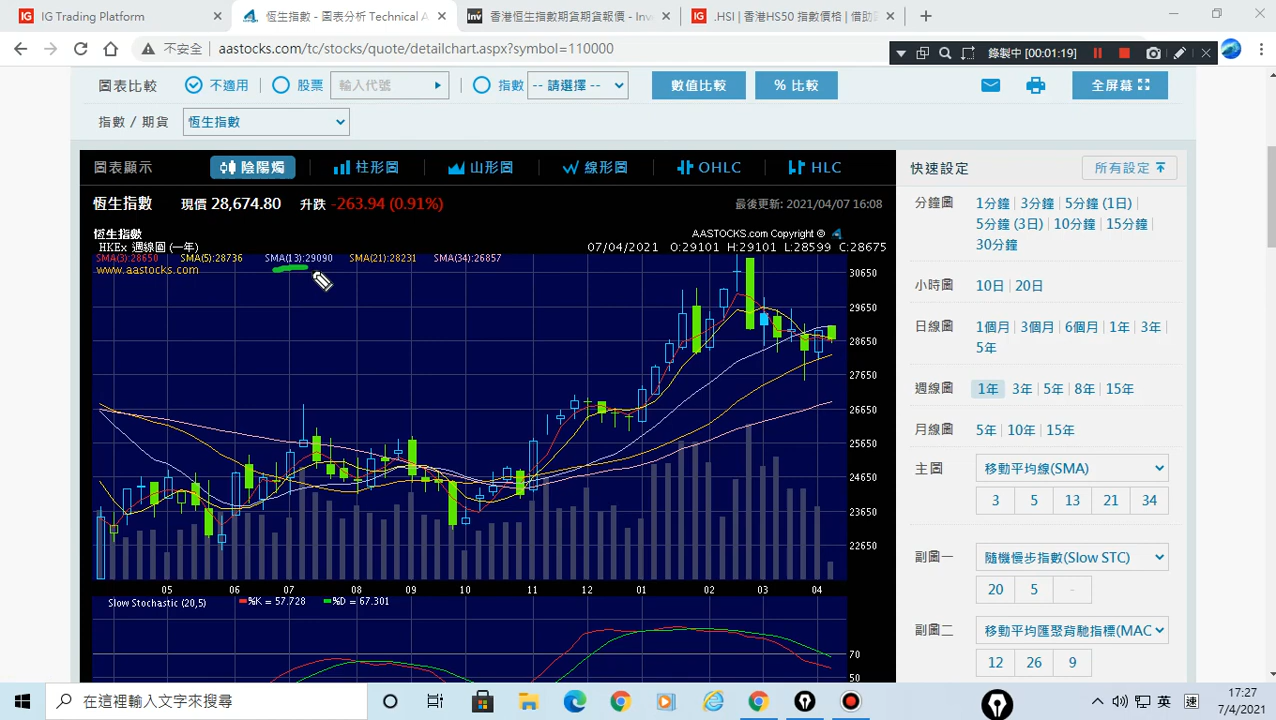 IG Trading Platform
恆生指數 - 圖表分析 Technical A
香港恒生指數期貨期貨報價 - Inv
.HSI | 香港HS50 指數價格 | 借助
不安全 aastocks.com/tc/stocks/quote/detailchart.aspx?symbol=110000
錄製中 [00:01:19]
圖表比較 不適用 股票 輸入代號 指數 -- 請選擇 -- 數值比較 % 比較 全屏幕
指數 / 期貨 恆生指數
圖表顯示 陰陽燭 柱形圖 山形圖 綫形圖 OHLC HLC
恆生指數 現價 28,674.80 升跌 -263.94 (0.91%) 最後更新: 2021/04/07 16:08
恆生指數 AASTOCKS.com Copyright ©
HKEx 週線圖 (一年) 07/04/2021 O:29101 H:29101 L:28599 C:28675
SMA(3):28650 SMA(5):28736 SMA(13):29090 SMA(21):28231 SMA(34):26857
www.aastocks.com
30650
29650
28650
27650
26650
25650
24650
23650
22650
05 06 07 08 09 10 11 12 01 02 03 04
Slow Stochastic (20,5) %K = 57.728 %D = 67.301
70
50
快速設定 所有設定
分鐘圖 1分鐘 3分鐘 5分鐘 (1日)
5分鐘 (3日) 10分鐘 15分鐘
30分鐘
小時圖 10日 20日
日線圖 1個月 3個月 6個月 1年 3年
5年
週線圖 1年 3年 5年 8年 15年
月線圖 5年 10年 15年
主圖 移動平均線(SMA)
3 5 13 21 34
副圖一 隨機慢步指數(Slow STC)
20 5 -
副圖二 移動平均匯聚背馳指標(MAC
12 26 9
在這裡輸入文字來搜尋
英
速
17:27
7/4/2021